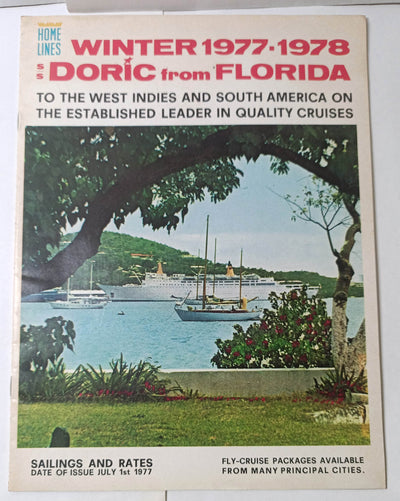 HOME
LINES
WINTER 1977-1978
SS DORIC from FLORIDA
TO THE WEST INDIES AND SOUTH AMERICA ON
THE ESTABLISHED LEADER IN QUALITY CRUISES
SAILINGS AND RATES
DATE OF ISSUE JULY 1st 1977
FLY-CRUISE PACKAGES AVAILABLE
FROM MANY PRINCIPAL CITIES.